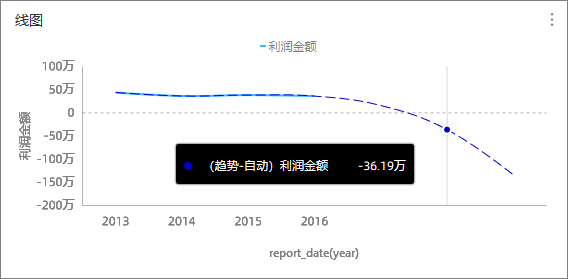 线图
利润金额
100万
50万
0
-50万
-100万
-150万
-200万
利润金额
(趋势-自动) 利润金额 -36.19万
2013 2014 2015 2016
report_date(year)